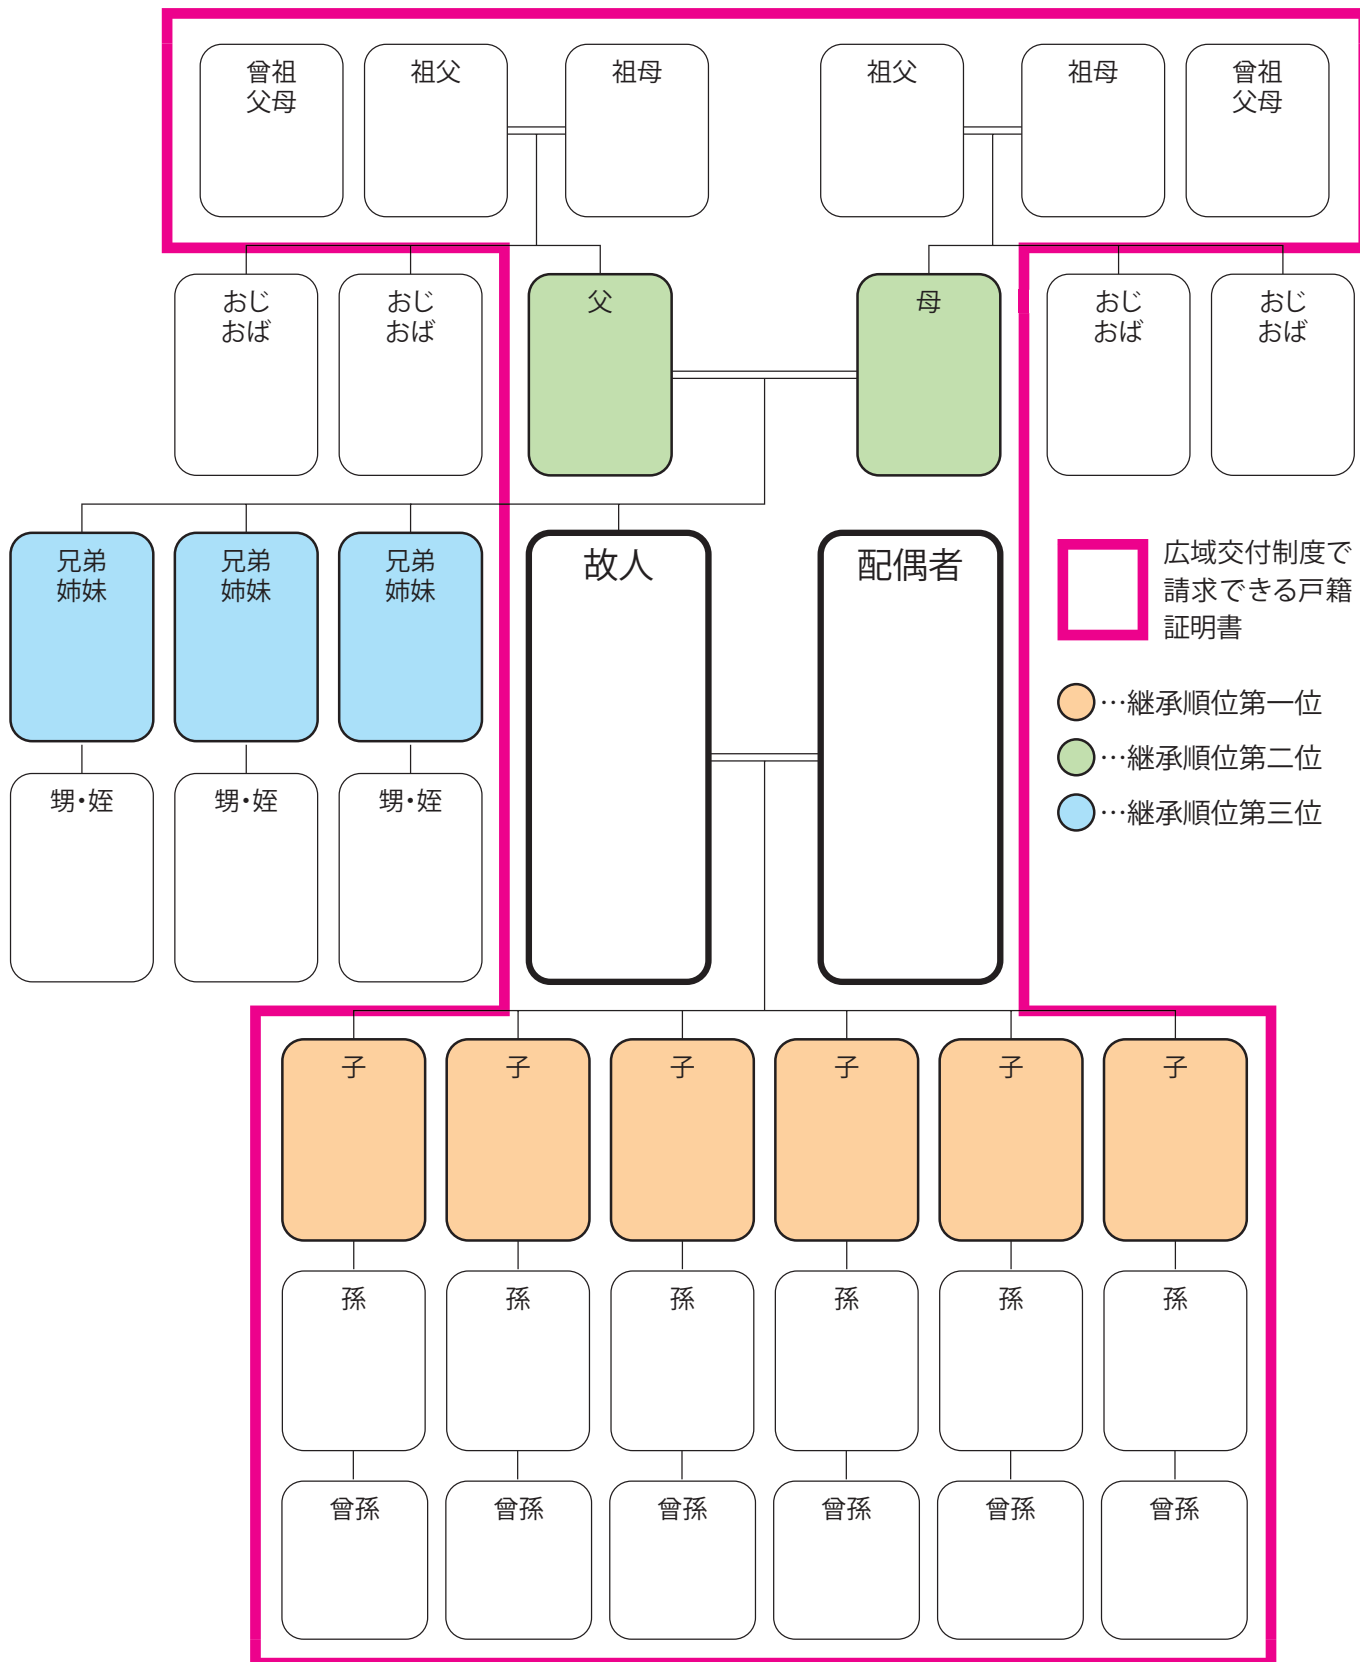 曾祖
父母
祖父
祖母
祖父
祖母
曾祖
父母
おじ
おば
おじ
おば
父
母
おじ
おば
おじ
おば
兄弟
姉妹
兄弟
姉妹
兄弟
姉妹
故人
配偶者
広域交付制度で
請求できる戸籍
証明書
…継承順位第一位
…継承順位第二位
…継承順位第三位
甥・姪
甥・姪
甥・姪
子
子
子
子
子
子
孫
孫
孫
孫
孫
孫
曾孫
曾孫
曾孫
曾孫
曾孫
曾孫